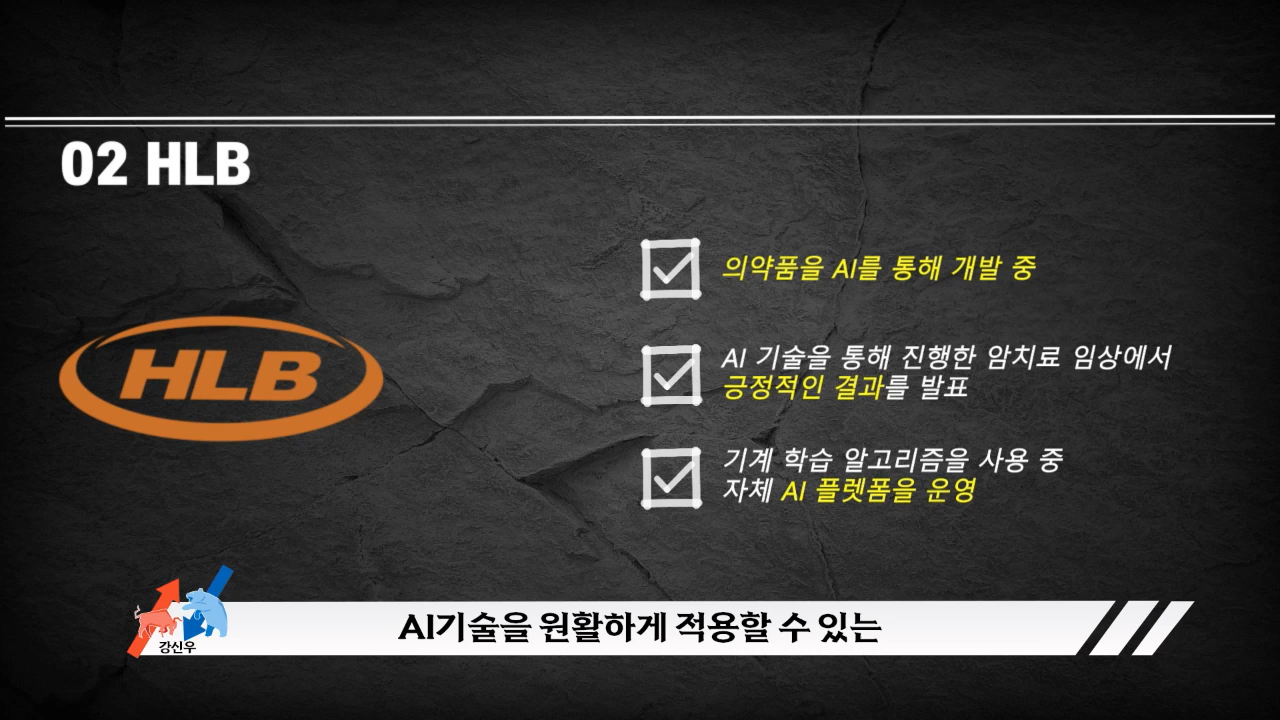 02 HLB
HLB
의약품을 AI를 통해 개발 중
AI 기술을 통해 진행한 암치료 임상에서
긍정적인 결과를 발표
기계 학습 알고리즘을 사용 중
자체 AI 플렛폼을 운영
강신우
AI기술을 원활하게 적용할 수 있는